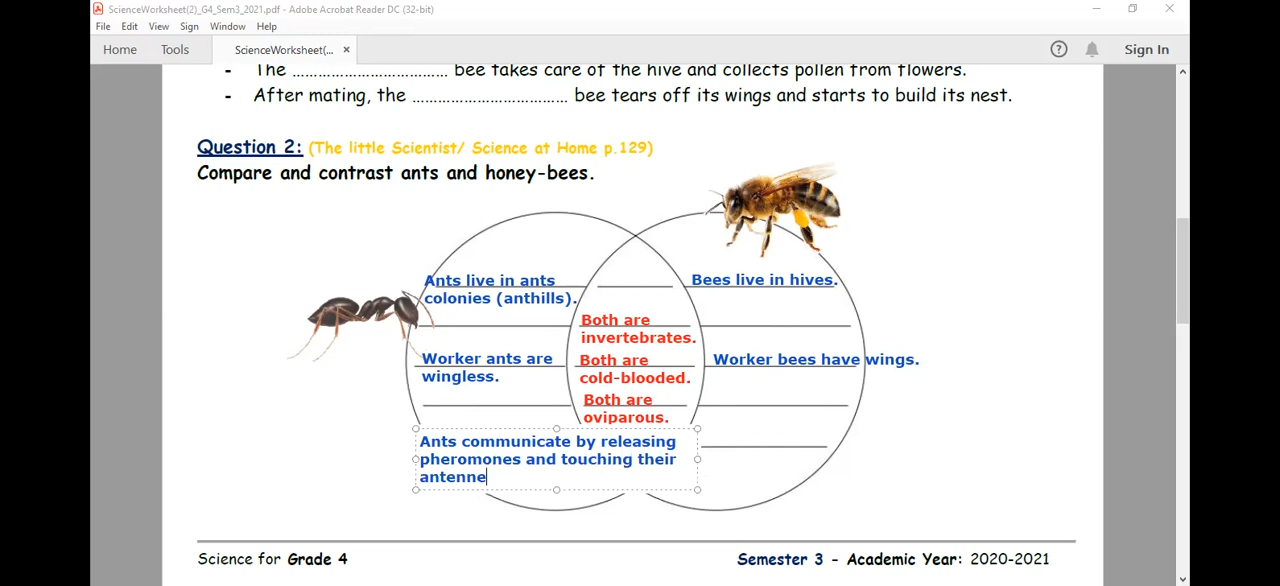 ScienceWorksheet(2)_G4_Sem3_2021.pdf - Adobe Acrobat Reader DC (32-bit)
File Edit View Sign Window Help
Home Tools ScienceWorksheet(... × Sign In
- The ................................... bee takes care of the hive and collects pollen from flowers.
- After mating, the ................................... bee tears off its wings and starts to build its nest.
Question 2: (The little Scientist/ Science at Home p.129)
Compare and contrast ants and honey-bees.
Ants live in ants
colonies (anthills).
Bees live in hives.
Both are
invertebrates.
Worker ants are
wingless.
Both are
cold-blooded.
Worker bees have wings.
Both are
oviparous.
Ants communicate by releasing
pheromones and touching their
antenne
Science for Grade 4 Semester 3 - Academic Year: 2020-2021